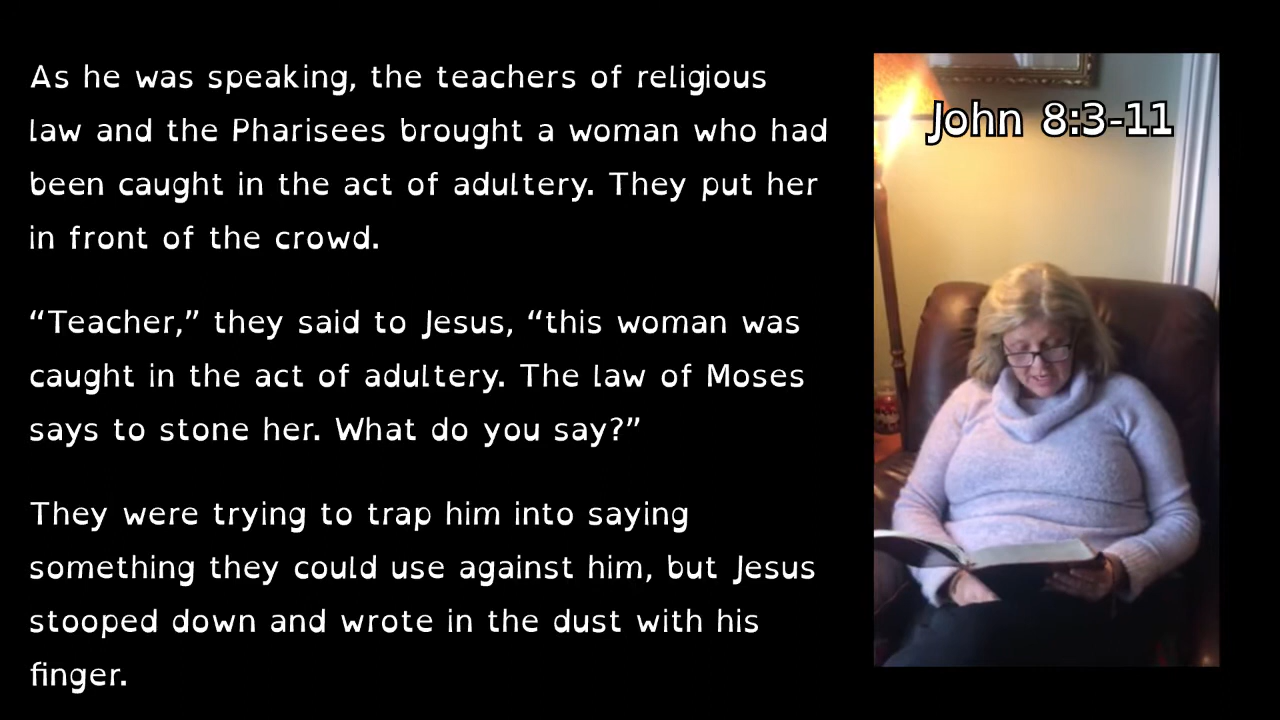 As he was speaking, the teachers of religious
law and the Pharisees brought a woman who had
been caught in the act of adultery. They put her
in front of the crowd.
“Teacher,” they said to Jesus, “this woman was
caught in the act of adultery. The law of Moses
says to stone her. What do you say?”
They were trying to trap him into saying
something they could use against him, but Jesus
stooped down and wrote in the dust with his
finger.
John 8:3-11